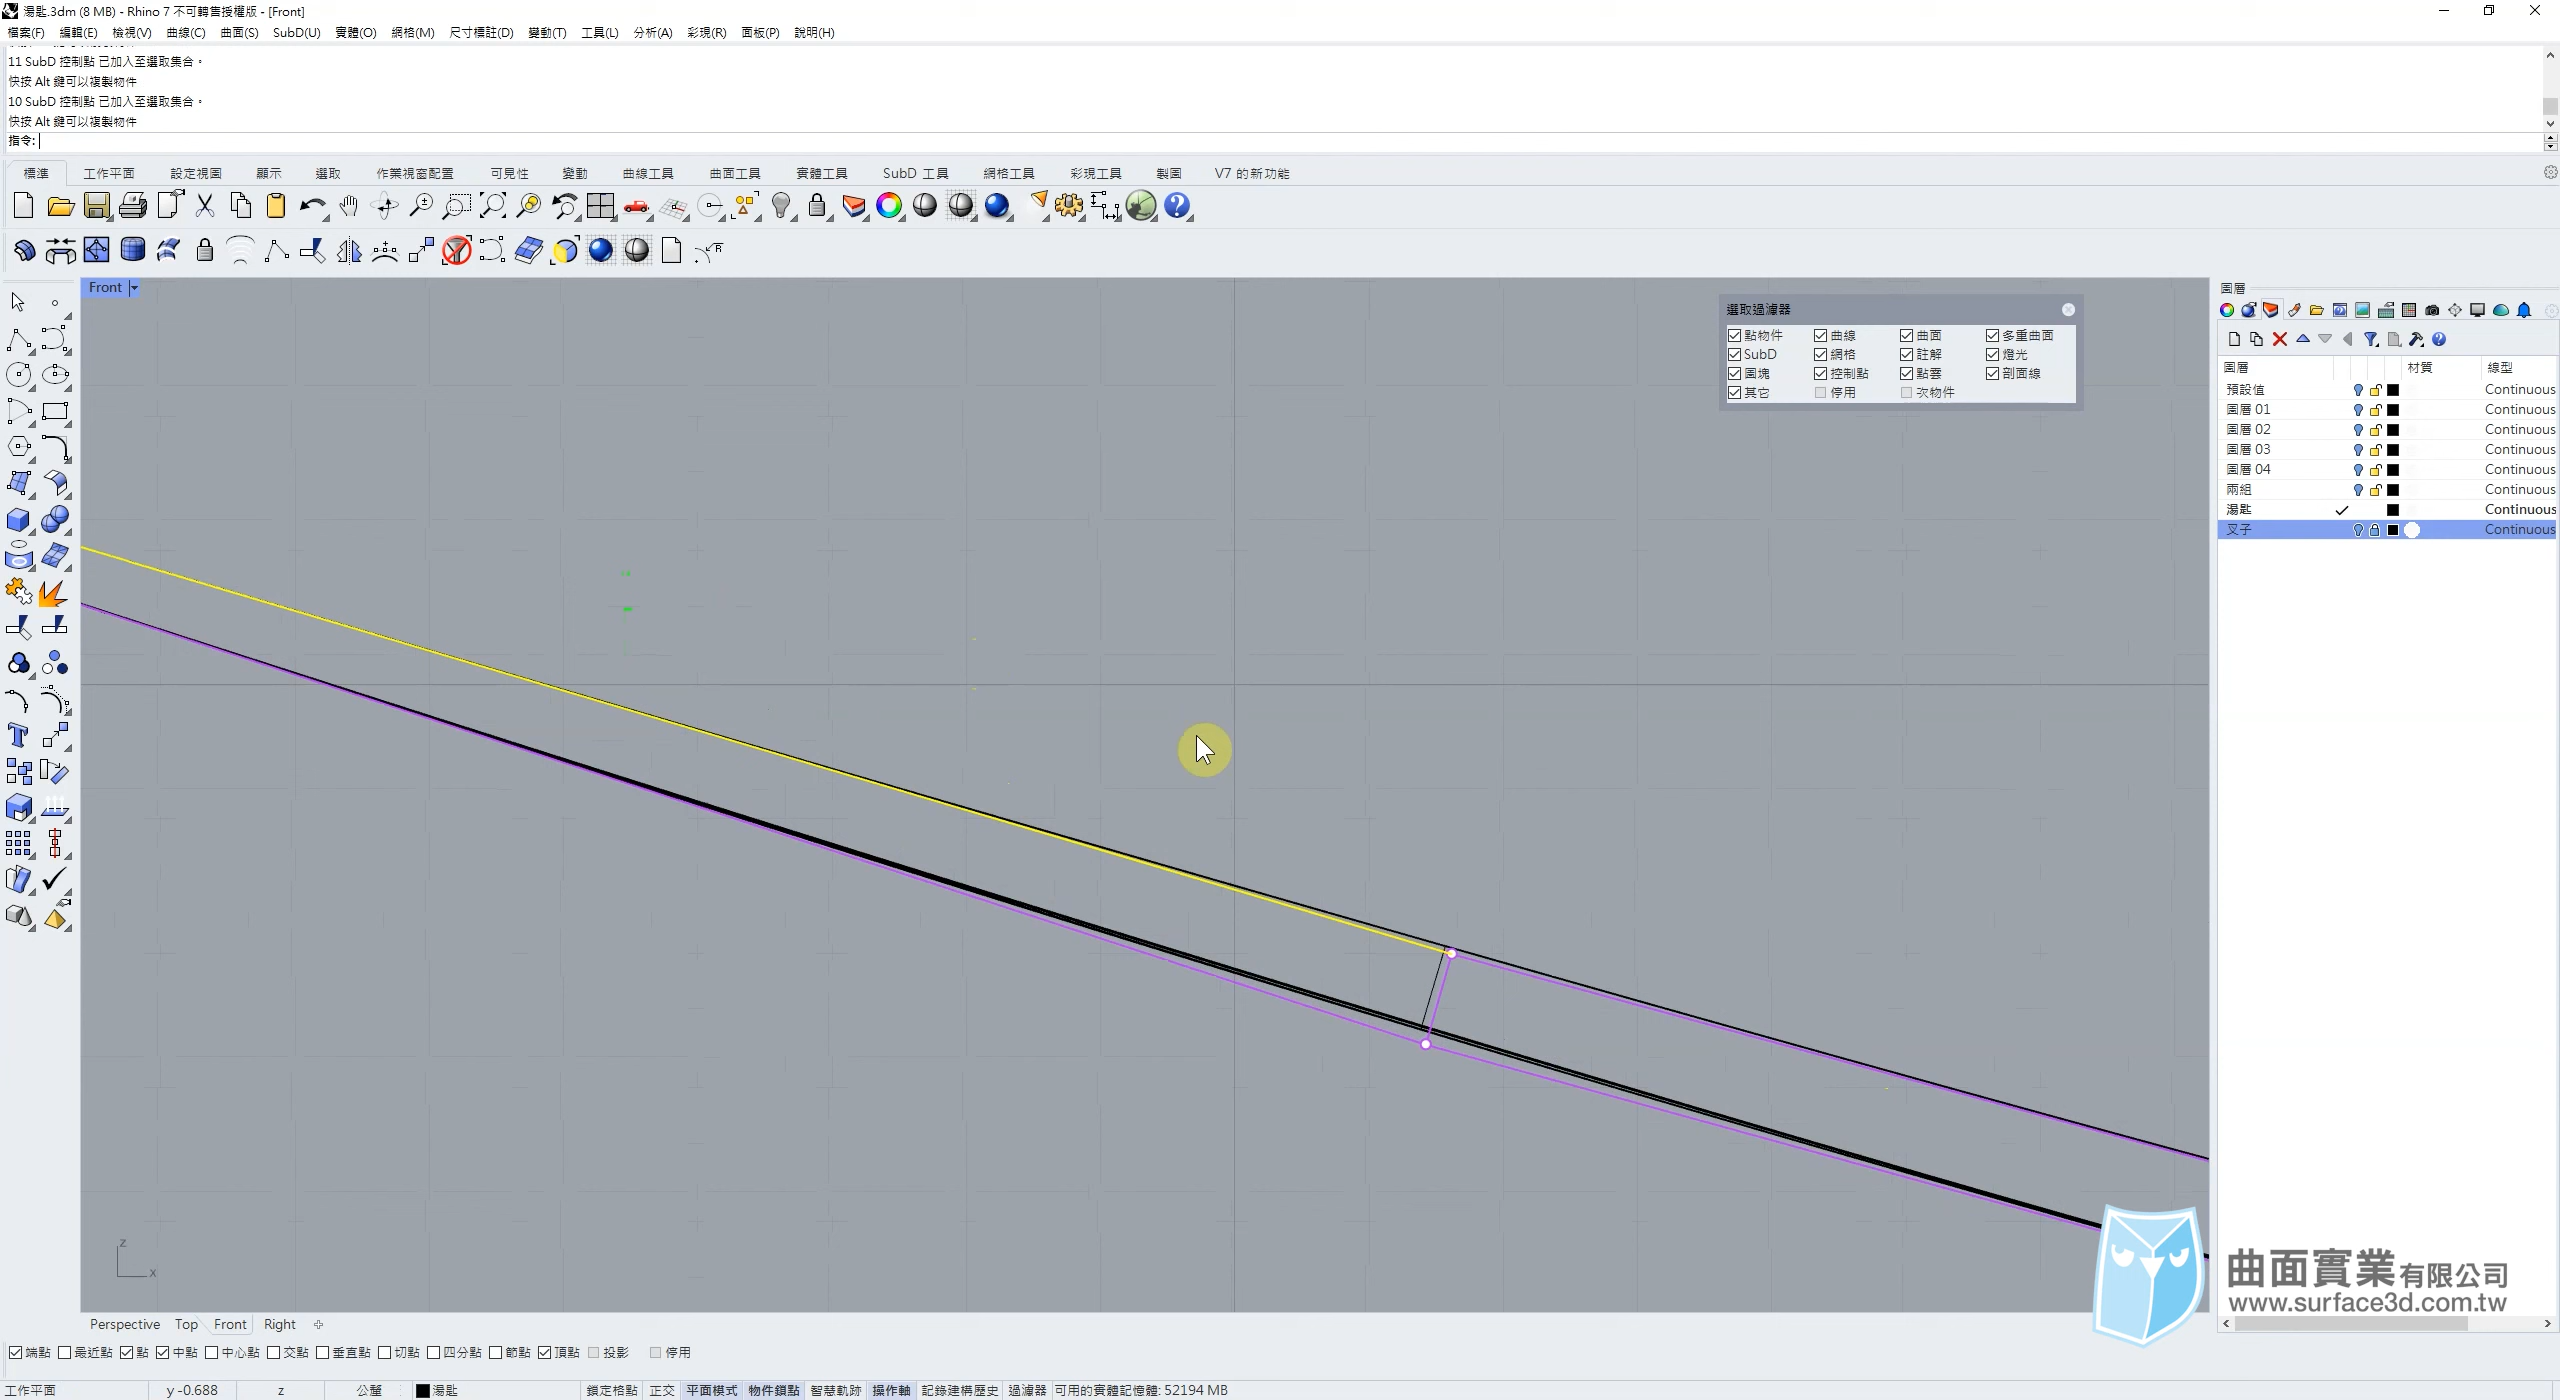 湯匙.3dm (8 MB) - Rhino 7 不可轉售授權版 - [Front]
檔案(F) 編輯(E) 檢視(V) 曲線(C) 曲面(S) SubD(U) 實體(O) 網格(M) 尺寸標註(D) 變動(T) 工具(L) 分析(A) 彩現(R) 面板(P) 說明(H)
11 SubD 控制點 已加入至選取集合。
快按 Alt 鍵可以複製物件
10 SubD 控制點 已加入至選取集合。
快按 Alt 鍵可以複製物件
指令:
標準 工作平面 設定視圖 顯示 選取 作業視窗配置 可見性 變動 曲線工具 曲面工具 實體工具 SubD 工具 網格工具 彩現工具 製圖 V7 的新功能
Front
選取過濾器
點物件 曲線 曲面 多重曲面
SubD 網格 註解 燈光
圖塊 控制點 點雲 剖面線
其它 停用 次物件
圖層
圖層 材質 線型
預設值 Continuous
圖層 01 Continuous
圖層 02 Continuous
圖層 03 Continuous
圖層 04 Continuous
兩組 Continuous
湯匙 Continuous
叉子 Continuous
z
x
曲面實業有限公司
www.surface3d.com.tw
Perspective Top Front Right
端點 最近點 點 中點 中心點 交點 垂直點 切點 四分點 節點 頂點 投影 停用
工作平面 y -0.688 z 公釐 湯匙 鎖定格點 正交 平面模式 物件鎖點 智慧軌跡 操作軸 記錄建構歷史 過濾器 可用的實體記憶體: 52194 MB